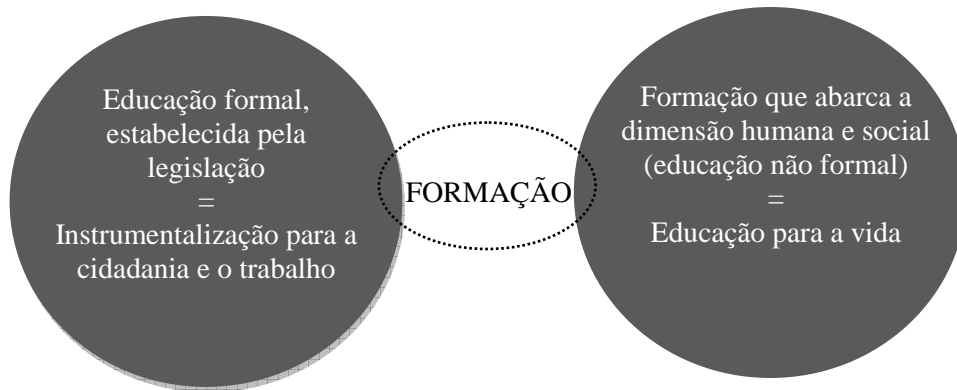 Educação formal,
estabelecida pela
legislação
=
Instrumentalização para a
cidadania e o trabalho
FORMAÇÃO
Formação que abarca a
dimensão humana e social
(educação não formal)
=
Educação para a vida